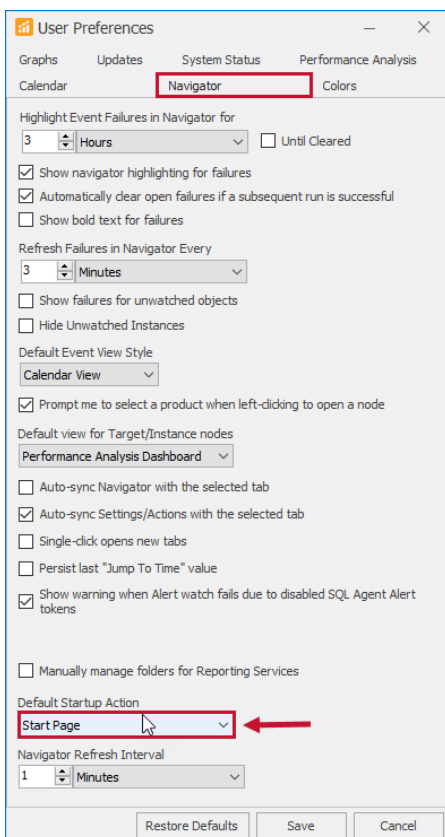 User Preferences
Graphs Updates System Status Performance Analysis
Calendar Navigator Colors
Highlight Event Failures in Navigator for
3 Hours Until Cleared
Show navigator highlighting for failures
Automatically clear open failures if a subsequent run is successful
Show bold text for failures
Refresh Failures in Navigator Every
3 Minutes
Show failures for unwatched objects
Hide Unwatched Instances
Default Event View Style
Calendar View
Prompt me to select a product when left-clicking to open a node
Default view for Target/Instance nodes
Performance Analysis Dashboard
Auto-sync Navigator with the selected tab
Auto-sync Settings/Actions with the selected tab
Single-click opens new tabs
Persist last "Jump To Time" value
Show warning when Alert watch fails due to disabled SQL Agent Alert
tokens
Manually manage folders for Reporting Services
Default Startup Action
Start Page
Navigator Refresh Interval
1 Minutes
Restore Defaults Save Cancel